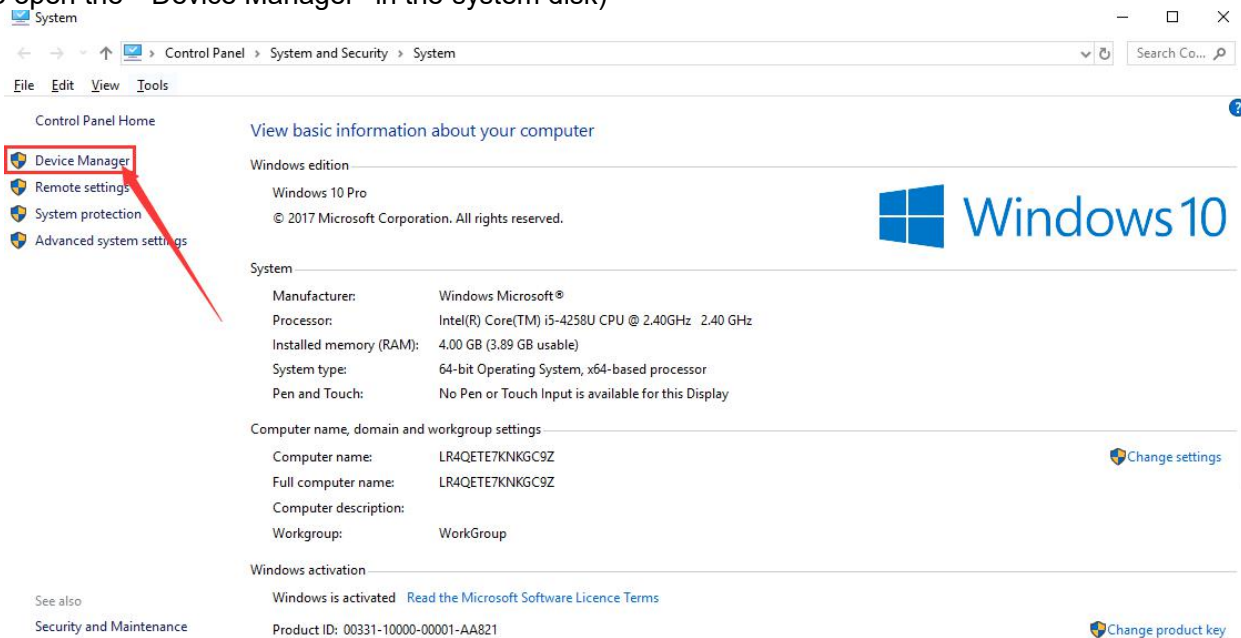 open the "Device Manager" in the system disk)
System
Control Panel > System and Security > System
Search Co...
File Edit View Tools
?
Control Panel Home
Device Manager
Remote settings
System protection
Advanced system settings
View basic information about your computer
Windows edition
Windows 10 Pro
© 2017 Microsoft Corporation. All rights reserved.
Windows 10
System
Manufacturer: Windows Microsoft®
Processor: Intel(R) Core(TM) i5-4258U CPU @ 2.40GHz 2.40 GHz
Installed memory (RAM): 4.00 GB (3.89 GB usable)
System type: 64-bit Operating System, x64-based processor
Pen and Touch: No Pen or Touch Input is available for this Display
Computer name, domain and workgroup settings
Computer name: LR4QETE7KNKGC9Z
Change settings
Full computer name: LR4QETE7KNKGC9Z
Computer description:
Workgroup: WorkGroup
Windows activation
Windows is activated Read the Microsoft Software Licence Terms
Product ID: 00331-10000-00001-AA821
Change product key
See also
Security and Maintenance